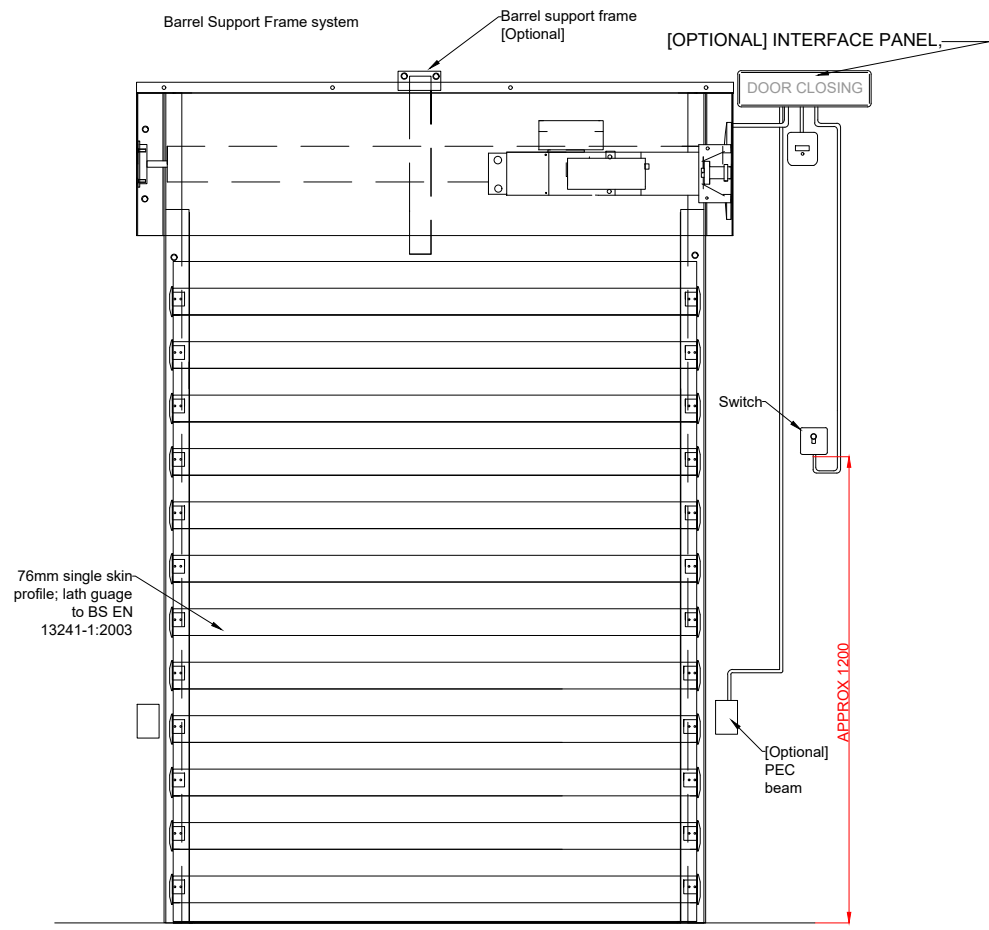 Barrel Support Frame system
Barrel support frame
[Optional]
[OPTIONAL] INTERFACE PANEL,
DOOR CLOSING
Switch
76mm single skin
profile; lath guage
to BS EN
13241-1:2003
APPROX 1200
[Optional]
PEC
beam